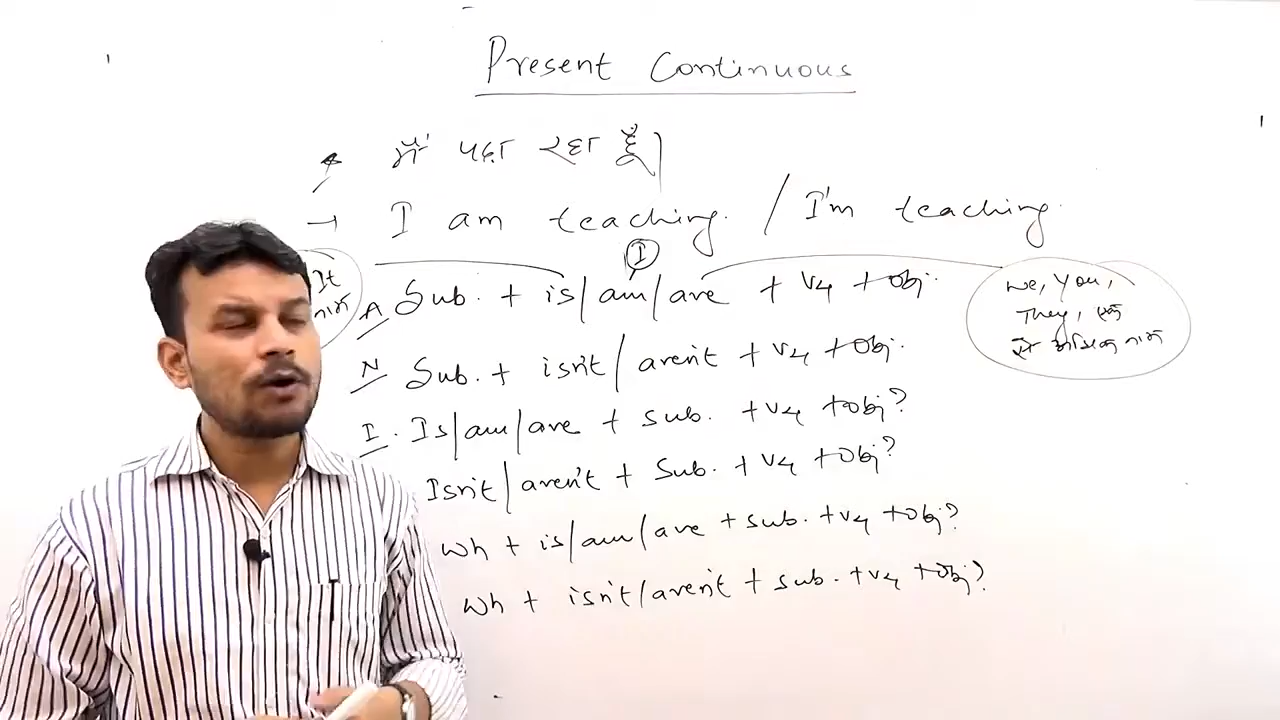 Present Continuous
मैं पढ़ा रहा हूँ।
→ I am teaching. / I'm teaching.
I
It
नाम
A Sub. + is/am/are + V4 + obj.
We, You,
They,
नाम
N Sub. + isn't/aren't + V4 + Obj.
I. Is/am/are + sub. + V4 + obj?
Isn't/aren't + Sub. + V4 + Obj?
Wh + is/am/are + sub. + V4 + Obj?
Wh + isn't/aren't + sub. + V4 + Obj?